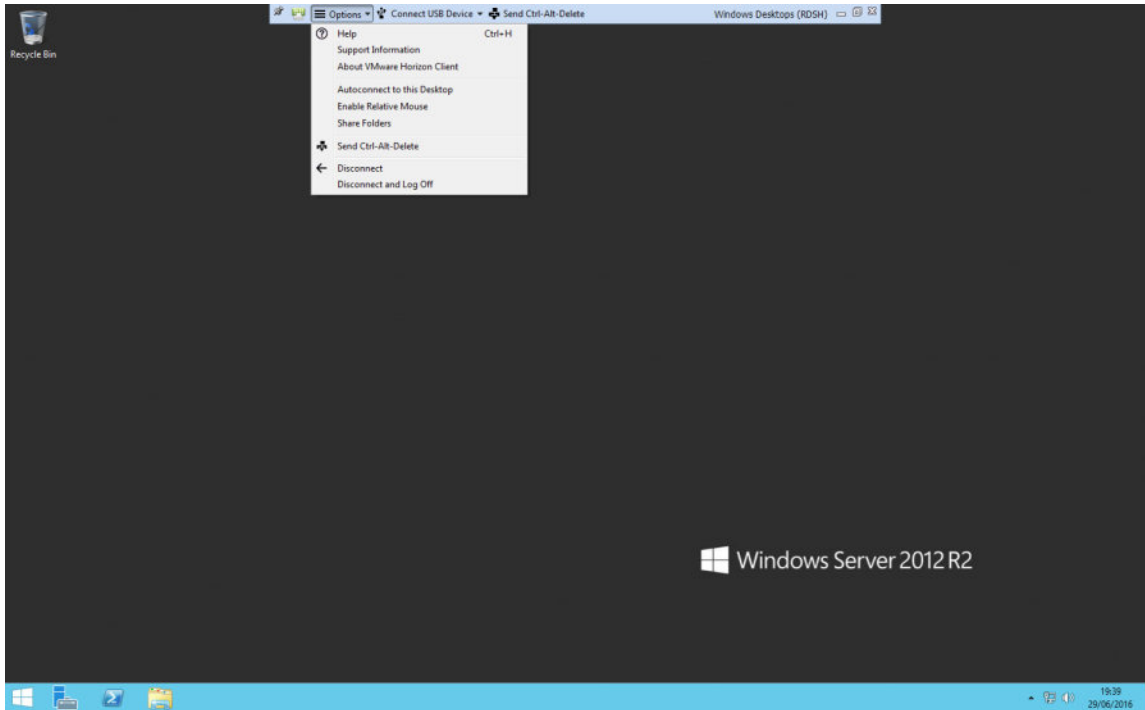 Options
Connect USB Device
Send Ctrl-Alt-Delete
Windows Desktops (RDSH)
Recycle Bin
Help Ctrl+H
Support Information
About VMware Horizon Client
Autoconnect to this Desktop
Enable Relative Mouse
Share Folders
Send Ctrl-Alt-Delete
Disconnect
Disconnect and Log Off
Windows Server 2012 R2
19:39
29/06/2016